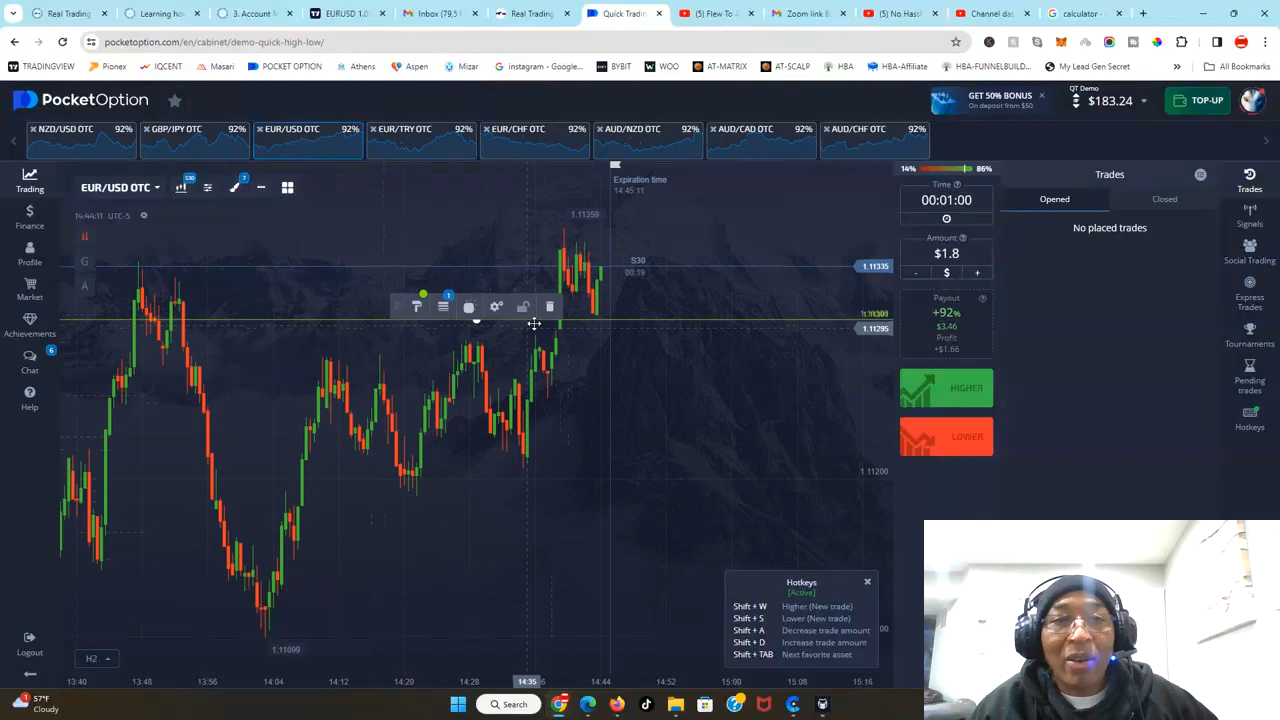 Real Trading
Learning ho
3. Account M
EURUSD 1.0
Inbox (79,5
Real Trading
Quick Tradin
(5) Flew To A
Zoom link B
(5) No Hassl
Channel das
calculator -
pocketoption.com/en/cabinet/demo-quick-high-low/
TRADINGVIEW
Pionex
IQCENT
Masari
POCKET OPTION
Athens
Aspen
Mizar
instagram - Google...
BYBIT
WOO
AT-MATRIX
AT-SCALP
HBA
HBA-Affiliate
HBA-FUNNELBUILD...
My Lead Gen Secret
All Bookmarks
PocketOption
GET 50% BONUS
On deposit from $50
QT Demo
$183.24
TOP-UP
NZD/USD OTC 92%
GBP/JPY OTC 92%
EUR/USD OTC 92%
EUR/TRY OTC 92%
EUR/CHF OTC 92%
AUD/NZD OTC 92%
AUD/CAD OTC 92%
AUD/CHF OTC 92%
Trading
Finance
Profile
Market
Achievements
6
Chat
Help
Logout
EUR/USD OTC
530
7
14:44:11 UTC-5
G
A
1
Expiration time
14:45:11
1.11359
S30
00:19
1.11335
1.11295
1.11200
00
1.11099
H2
13:40 13:48 13:56 14:04 14:12 14:20 14:28 14:35 6 14:44 14:52 15:00 15:08 15:16
14% 86%
Time
00:01:00
Amount
$1.8
- $ +
Payout
+92%
$3.46
Profit
+$1.66
HIGHER
LOWER
Trades
Opened
Closed
No placed trades
Trades
Signals
Social Trading
Express
Trades
Tournaments
Pending
trades
Hotkeys
Hotkeys
[Active]
Shift + W Higher (New trade)
Shift + S Lower (New trade)
Shift + A Decrease trade amount
Shift + D Increase trade amount
Shift + TAB Next favorite asset
57°F
Cloudy
Search